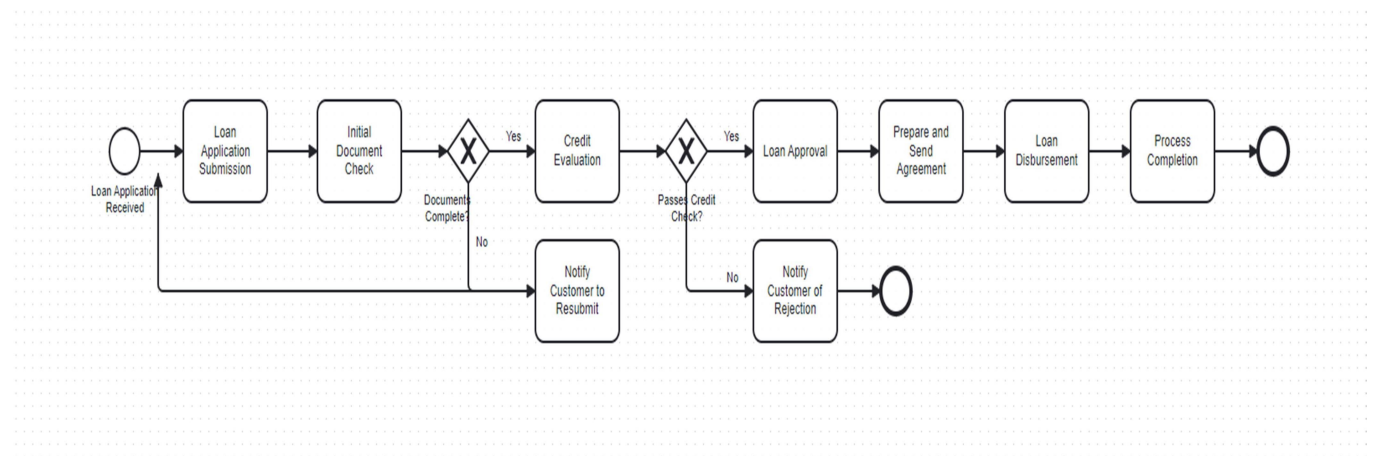 Loan
Application
Submission
Initial
Document
Check
Yes
Credit
Evaluation
Yes
Loan Approval
Prepare and
Send
Agreement
Loan
Disbursement
Process
Completion
Loan Application
Received
Documents
Complete?
Passes Credit
Check?
No
Notify
Customer to
Resubmit
No
Notify
Customer of
Rejection